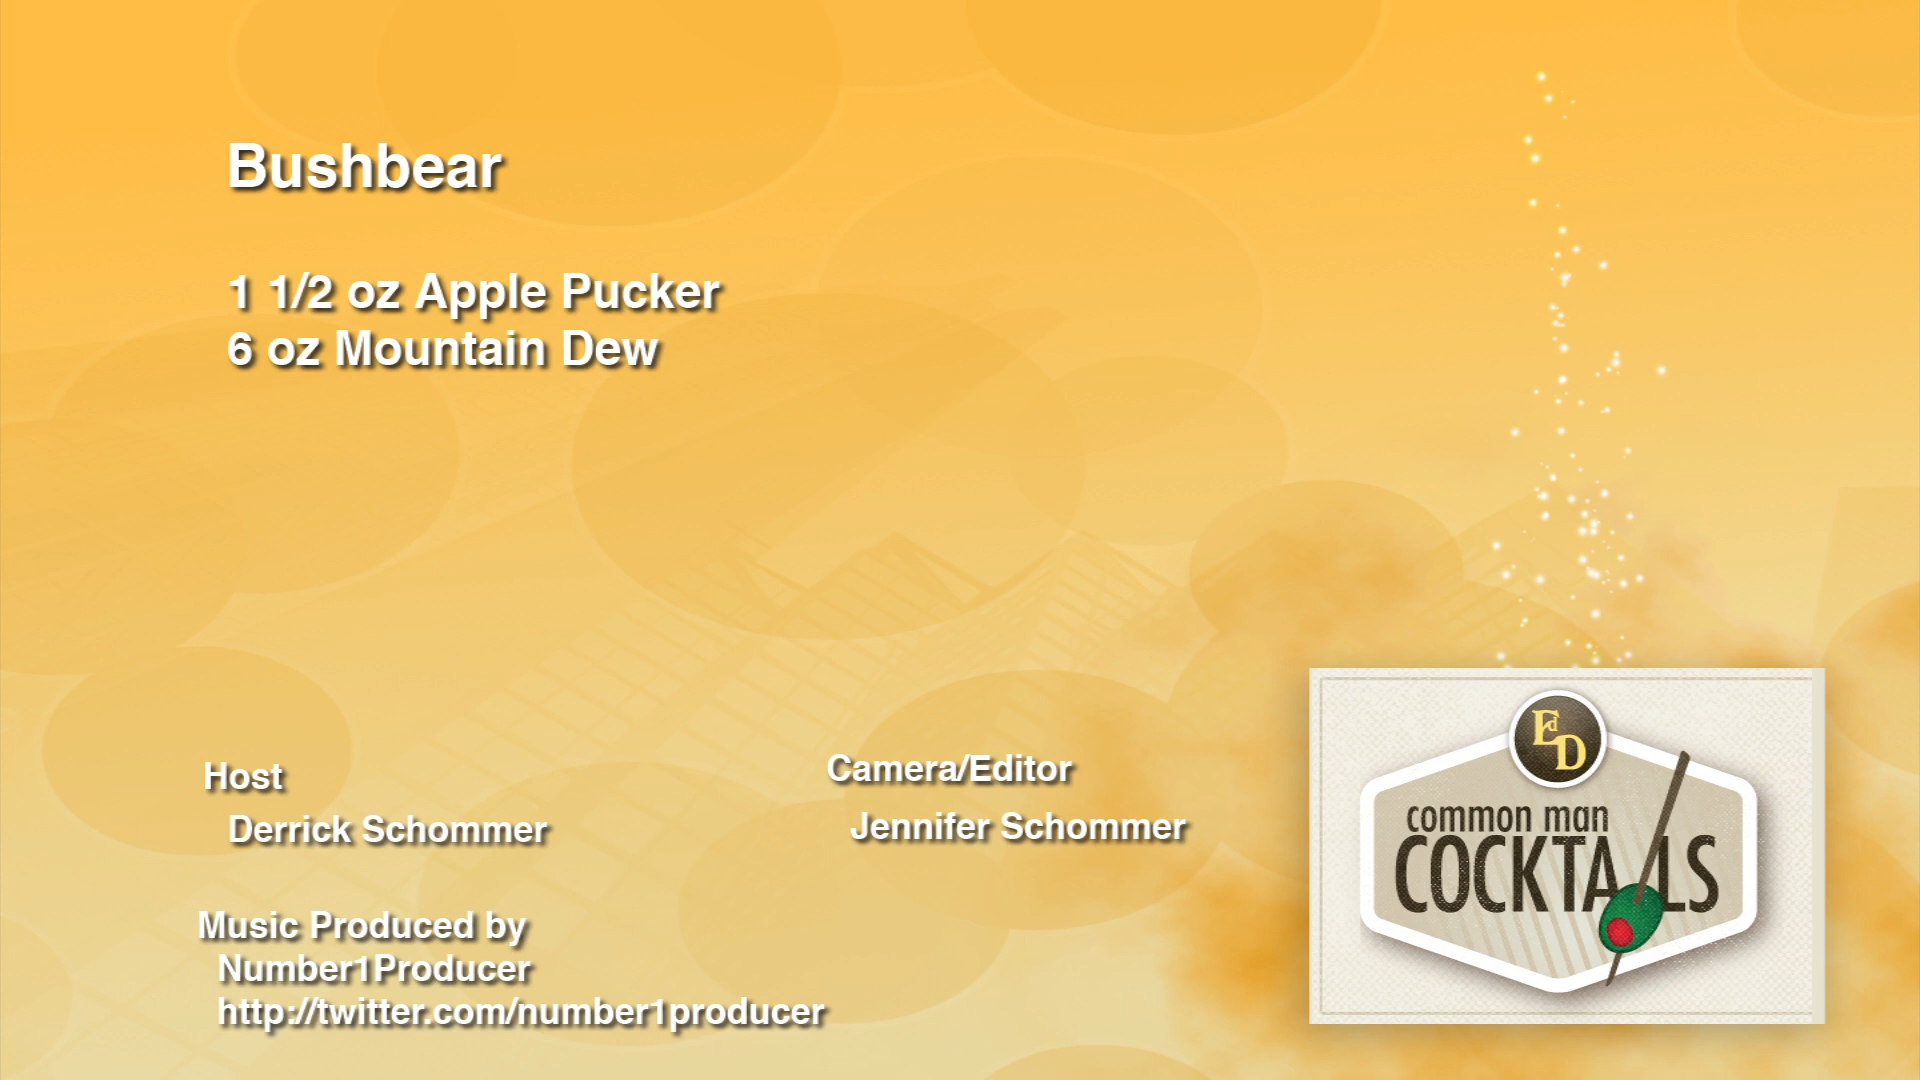 Bushbear
1 1/2 oz Apple Pucker
6 oz Mountain Dew
Host
Derrick Schommer
Camera/Editor
Jennifer Schommer
Music Produced by
Number1Producer
http://twitter.com/number1producer
Ed D
common man
COCKTAILS